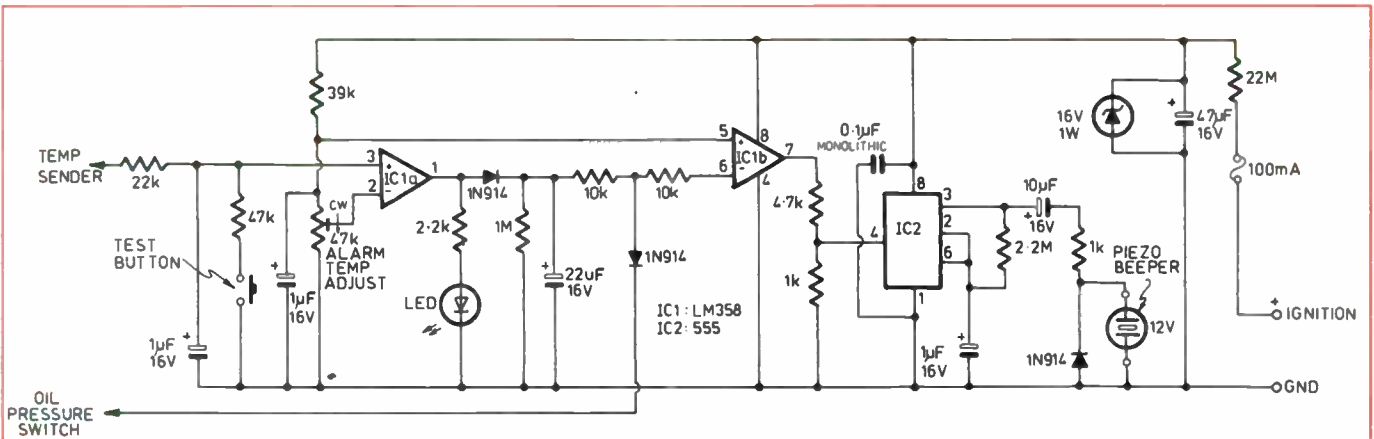 39k
TEMP
SENDER
22k
47k
TEST
BUTTON
1µF
16V
1µF
16V
CW
47k
ALARM
TEMP
ADJUST
3
2
IC1a
1
2·2k
LED
1N914
1M
22uF
16V
10k
10k
1N914
IC1 : LM358
IC2 : 555
5
6
IC1b
8
4
7
4.7k
1k
0·1µF
MONOLITHIC
4
8
IC2
3
2
6
1
1µF
16V
10µF
16V
2·2M
1k
1N914
PIEZO
BEEPER
12V
16V
1W
47µF
16V
22M
100mA
IGNITION
GND
OIL
PRESSURE
SWITCH